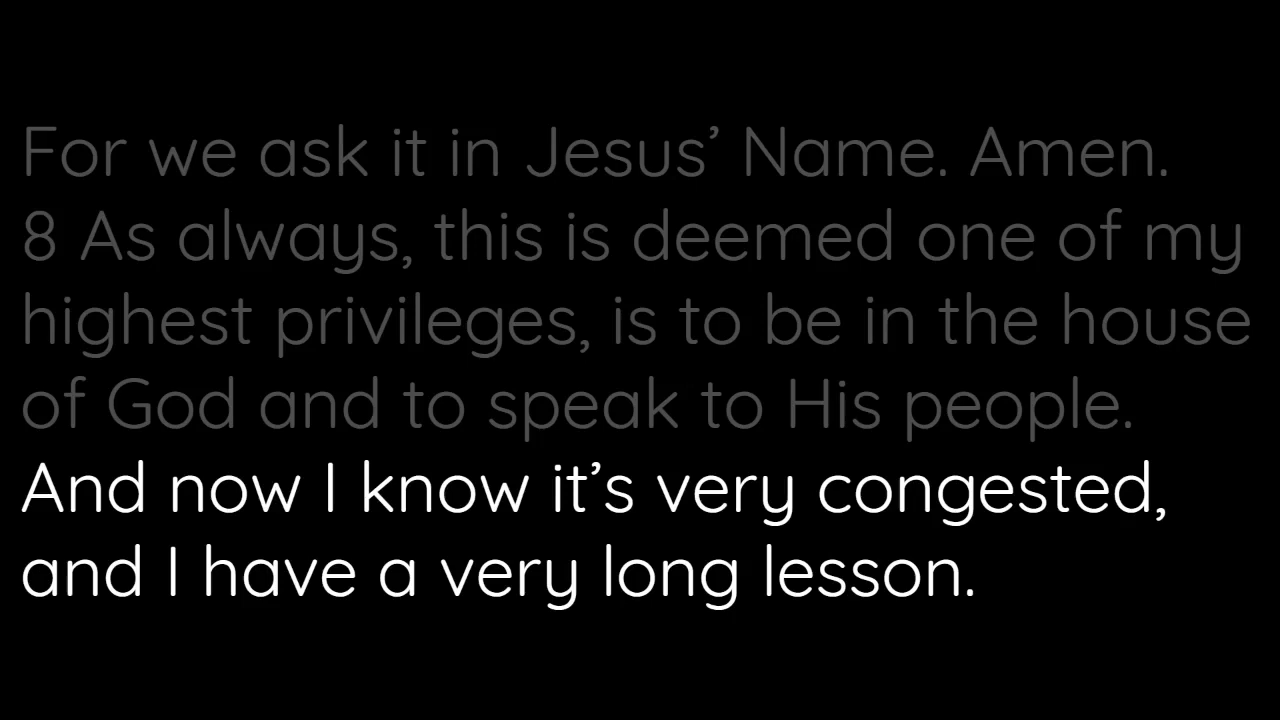 For we ask it in Jesus’ Name. Amen.
8 As always, this is deemed one of my
highest privileges, is to be in the house
of God and to speak to His people.
And now I know it’s very congested,
and I have a very long lesson.